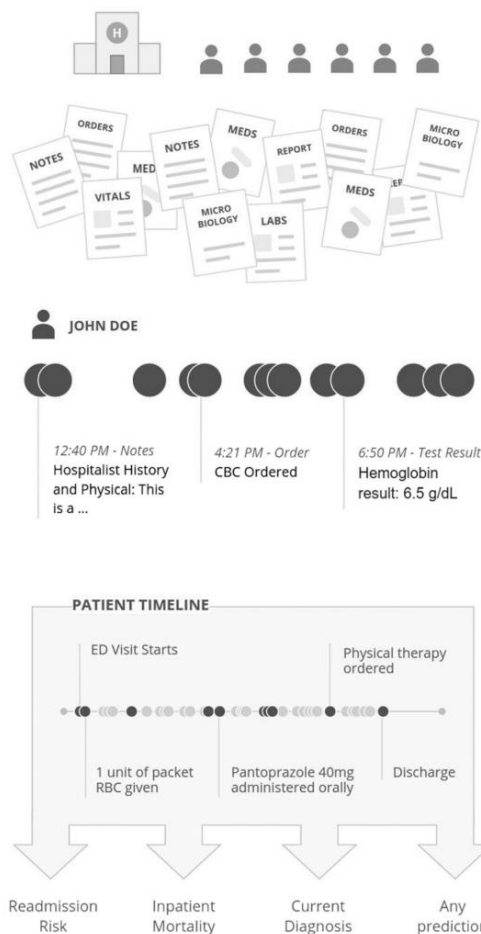 H
ORDERS
NOTES
MED
VITALS
NOTES
MEDS
MICRO
BIOLOGY
REPORT
LABS
ORDERS
MEDS
MICRO
BIOLOGY
JOHN DOE
12:40 PM - Notes
Hospitalist History
and Physical: This
is a ...
4:21 PM - Order
CBC Ordered
6:50 PM - Test Result
Hemoglobin
result: 6.5 g/dL
PATIENT TIMELINE
ED Visit Starts
Physical therapy
ordered
1 unit of packet
RBC given
Pantoprazole 40mg
administered orally
Discharge
Readmission
Risk
Inpatient
Mortality
Current
Diagnosis
Any
prediction